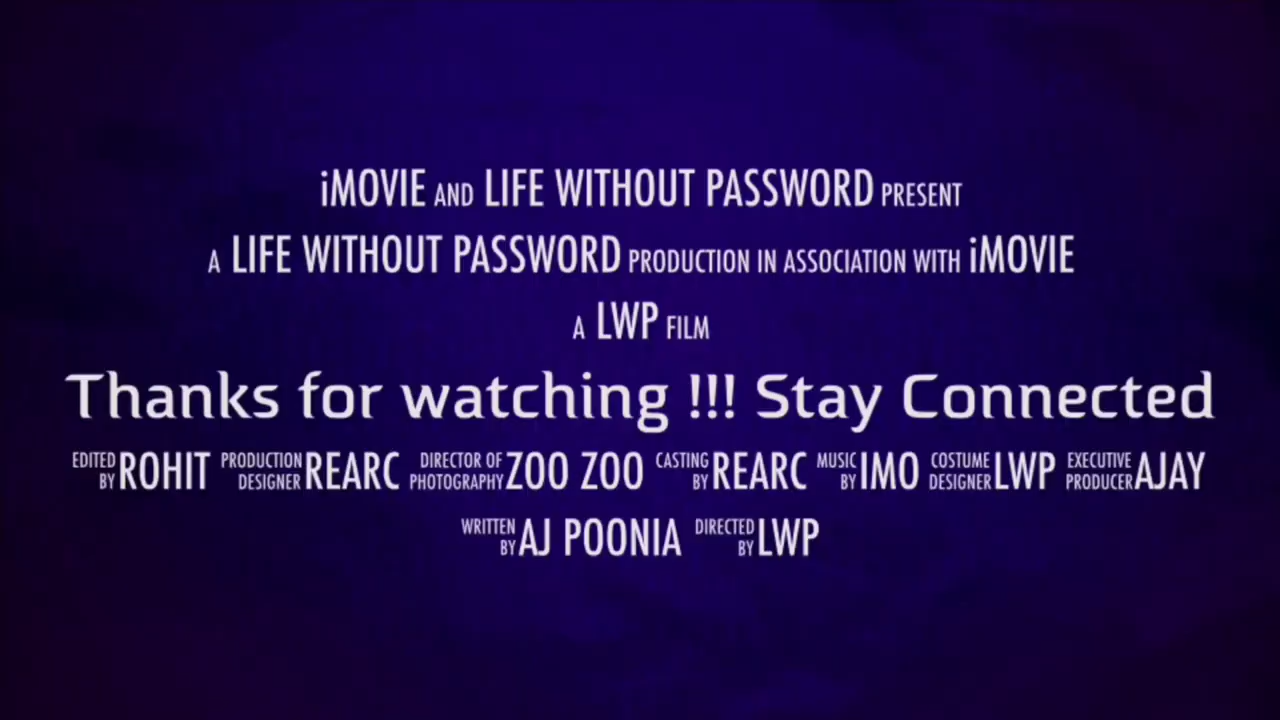 iMOVIE AND LIFE WITHOUT PASSWORD PRESENT
A LIFE WITHOUT PASSWORD PRODUCTION IN ASSOCIATION WITH iMOVIE
A LWP FILM
Thanks for watching !!! Stay Connected
EDITED BY ROHIT PRODUCTION DESIGNER REARC DIRECTOR OF PHOTOGRAPHY ZOO ZOO CASTING BY REARC MUSIC BY IMO COSTUME DESIGNER LWP EXECUTIVE PRODUCER AJAY
WRITTEN BY AJ POONIA DIRECTED BY LWP